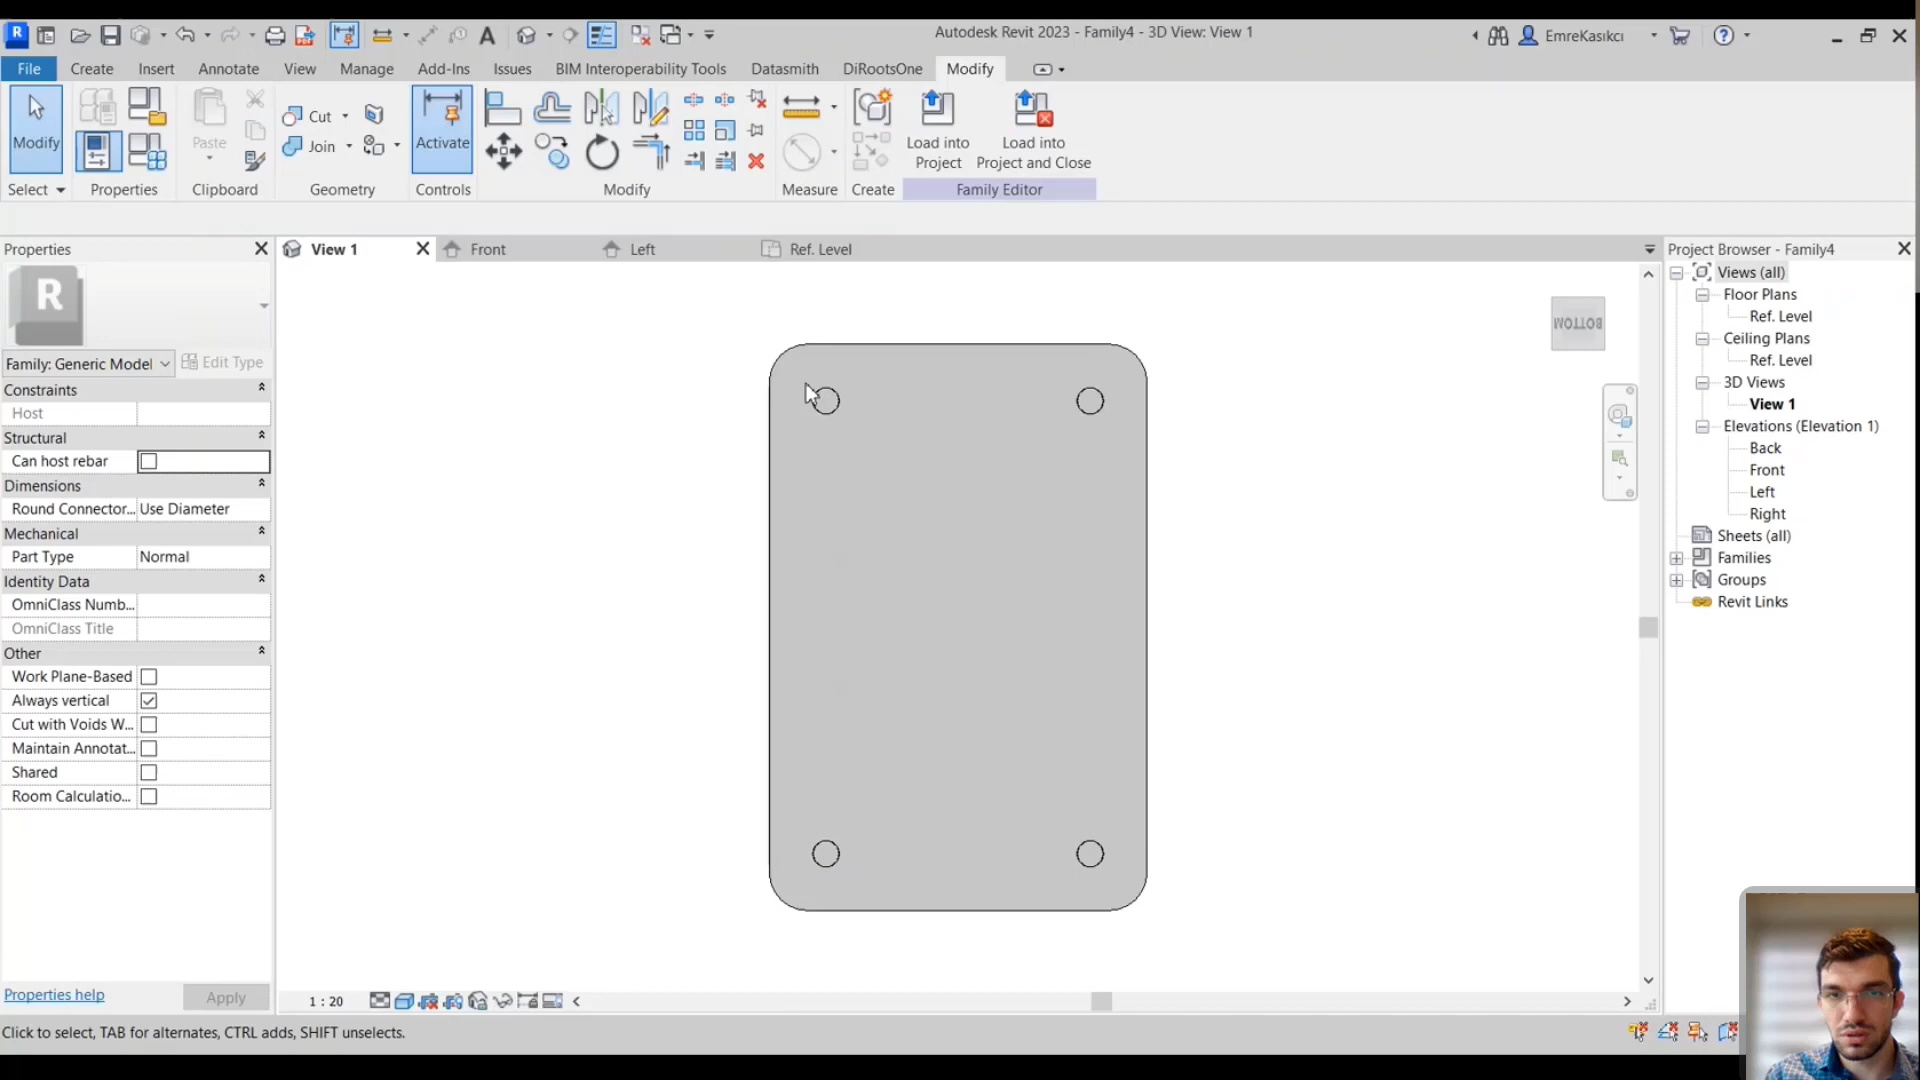 R
Autodesk Revit 2023 - Family4 - 3D View: View 1
EmreKasıkcı
File Create Insert Annotate View Manage Add-Ins Issues BIM Interoperability Tools Datasmith DiRootsOne Modify
Modify
Paste
Cut
Join
Activate
Load into
Project
Load into
Project and Close
Select Properties Clipboard Geometry Controls Modify Measure Create Family Editor
Properties
View 1 Front Left Ref. Level
Project Browser - Family4
R
Family: Generic Model Edit Type
Constraints
Host
Structural
Can host rebar
Dimensions
Round Connector... Use Diameter
Mechanical
Part Type Normal
Identity Data
OmniClass Numb...
OmniClass Title
Other
Work Plane-Based
Always vertical
Cut with Voids W...
Maintain Annotat...
Shared
Room Calculatio...
Properties help Apply
BOTTOM
Views (all)
Floor Plans
Ref. Level
Ceiling Plans
Ref. Level
3D Views
View 1
Elevations (Elevation 1)
Back
Front
Left
Right
Sheets (all)
Families
Groups
Revit Links
1 : 20
Click to select, TAB for alternates, CTRL adds, SHIFT unselects.